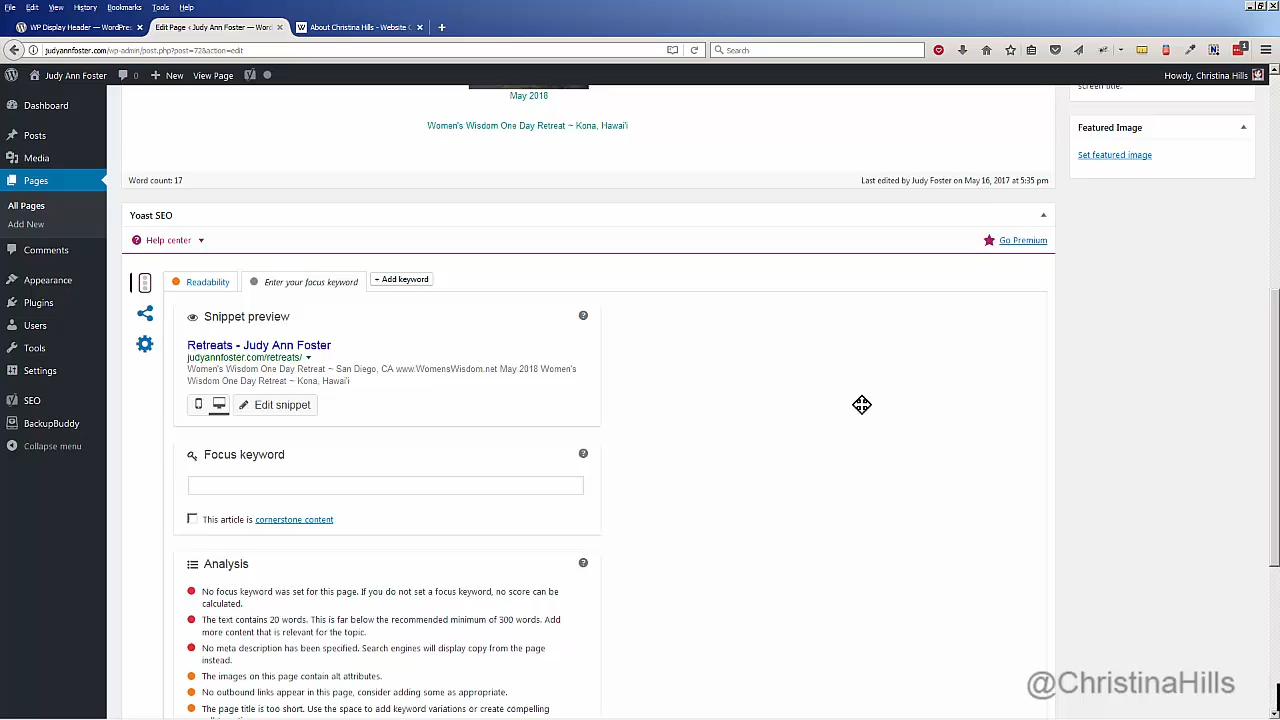 File Edit View History Bookmarks Tools Help
WP Display Header — WordPres
Edit Page ‹ Judy Ann Foster — Word
About Christina Hills - Website C
judyannfoster.com/wp-admin/post.php?post=72&action=edit
Search
1
Judy Ann Foster 0 New View Page
Howdy, Christina Hills
Dashboard
Posts
Media
Pages
All Pages
Add New
Comments
Appearance
Plugins
Users
Tools
Settings
SEO
BackupBuddy
Collapse menu
May 2018
Women's Wisdom One Day Retreat ~ Kona, Hawai'i
Word count: 17
Last edited by Judy Foster on May 16, 2017 at 5:35 pm
screen title.
Featured Image
Set featured image
Yoast SEO
Help center
Go Premium
Readability
Enter your focus keyword
+ Add keyword
Snippet preview
Retreats - Judy Ann Foster
judyannfoster.com/retreats/
Women's Wisdom One Day Retreat ~ San Diego, CA www.WomensWisdom.net May 2018 Women's
Wisdom One Day Retreat ~ Kona, Hawai'i
Edit snippet
Focus keyword
This article is cornerstone content
Analysis
No focus keyword was set for this page. If you do not set a focus keyword, no score can be
calculated.
The text contains 20 words. This is far below the recommended minimum of 300 words. Add
more content that is relevant for the topic.
No meta description has been specified. Search engines will display copy from the page
instead.
The images on this page contain alt attributes.
No outbound links appear in this page, consider adding some as appropriate.
The page title is too short. Use the space to add keyword variations or create compelling
@ChristinaHills